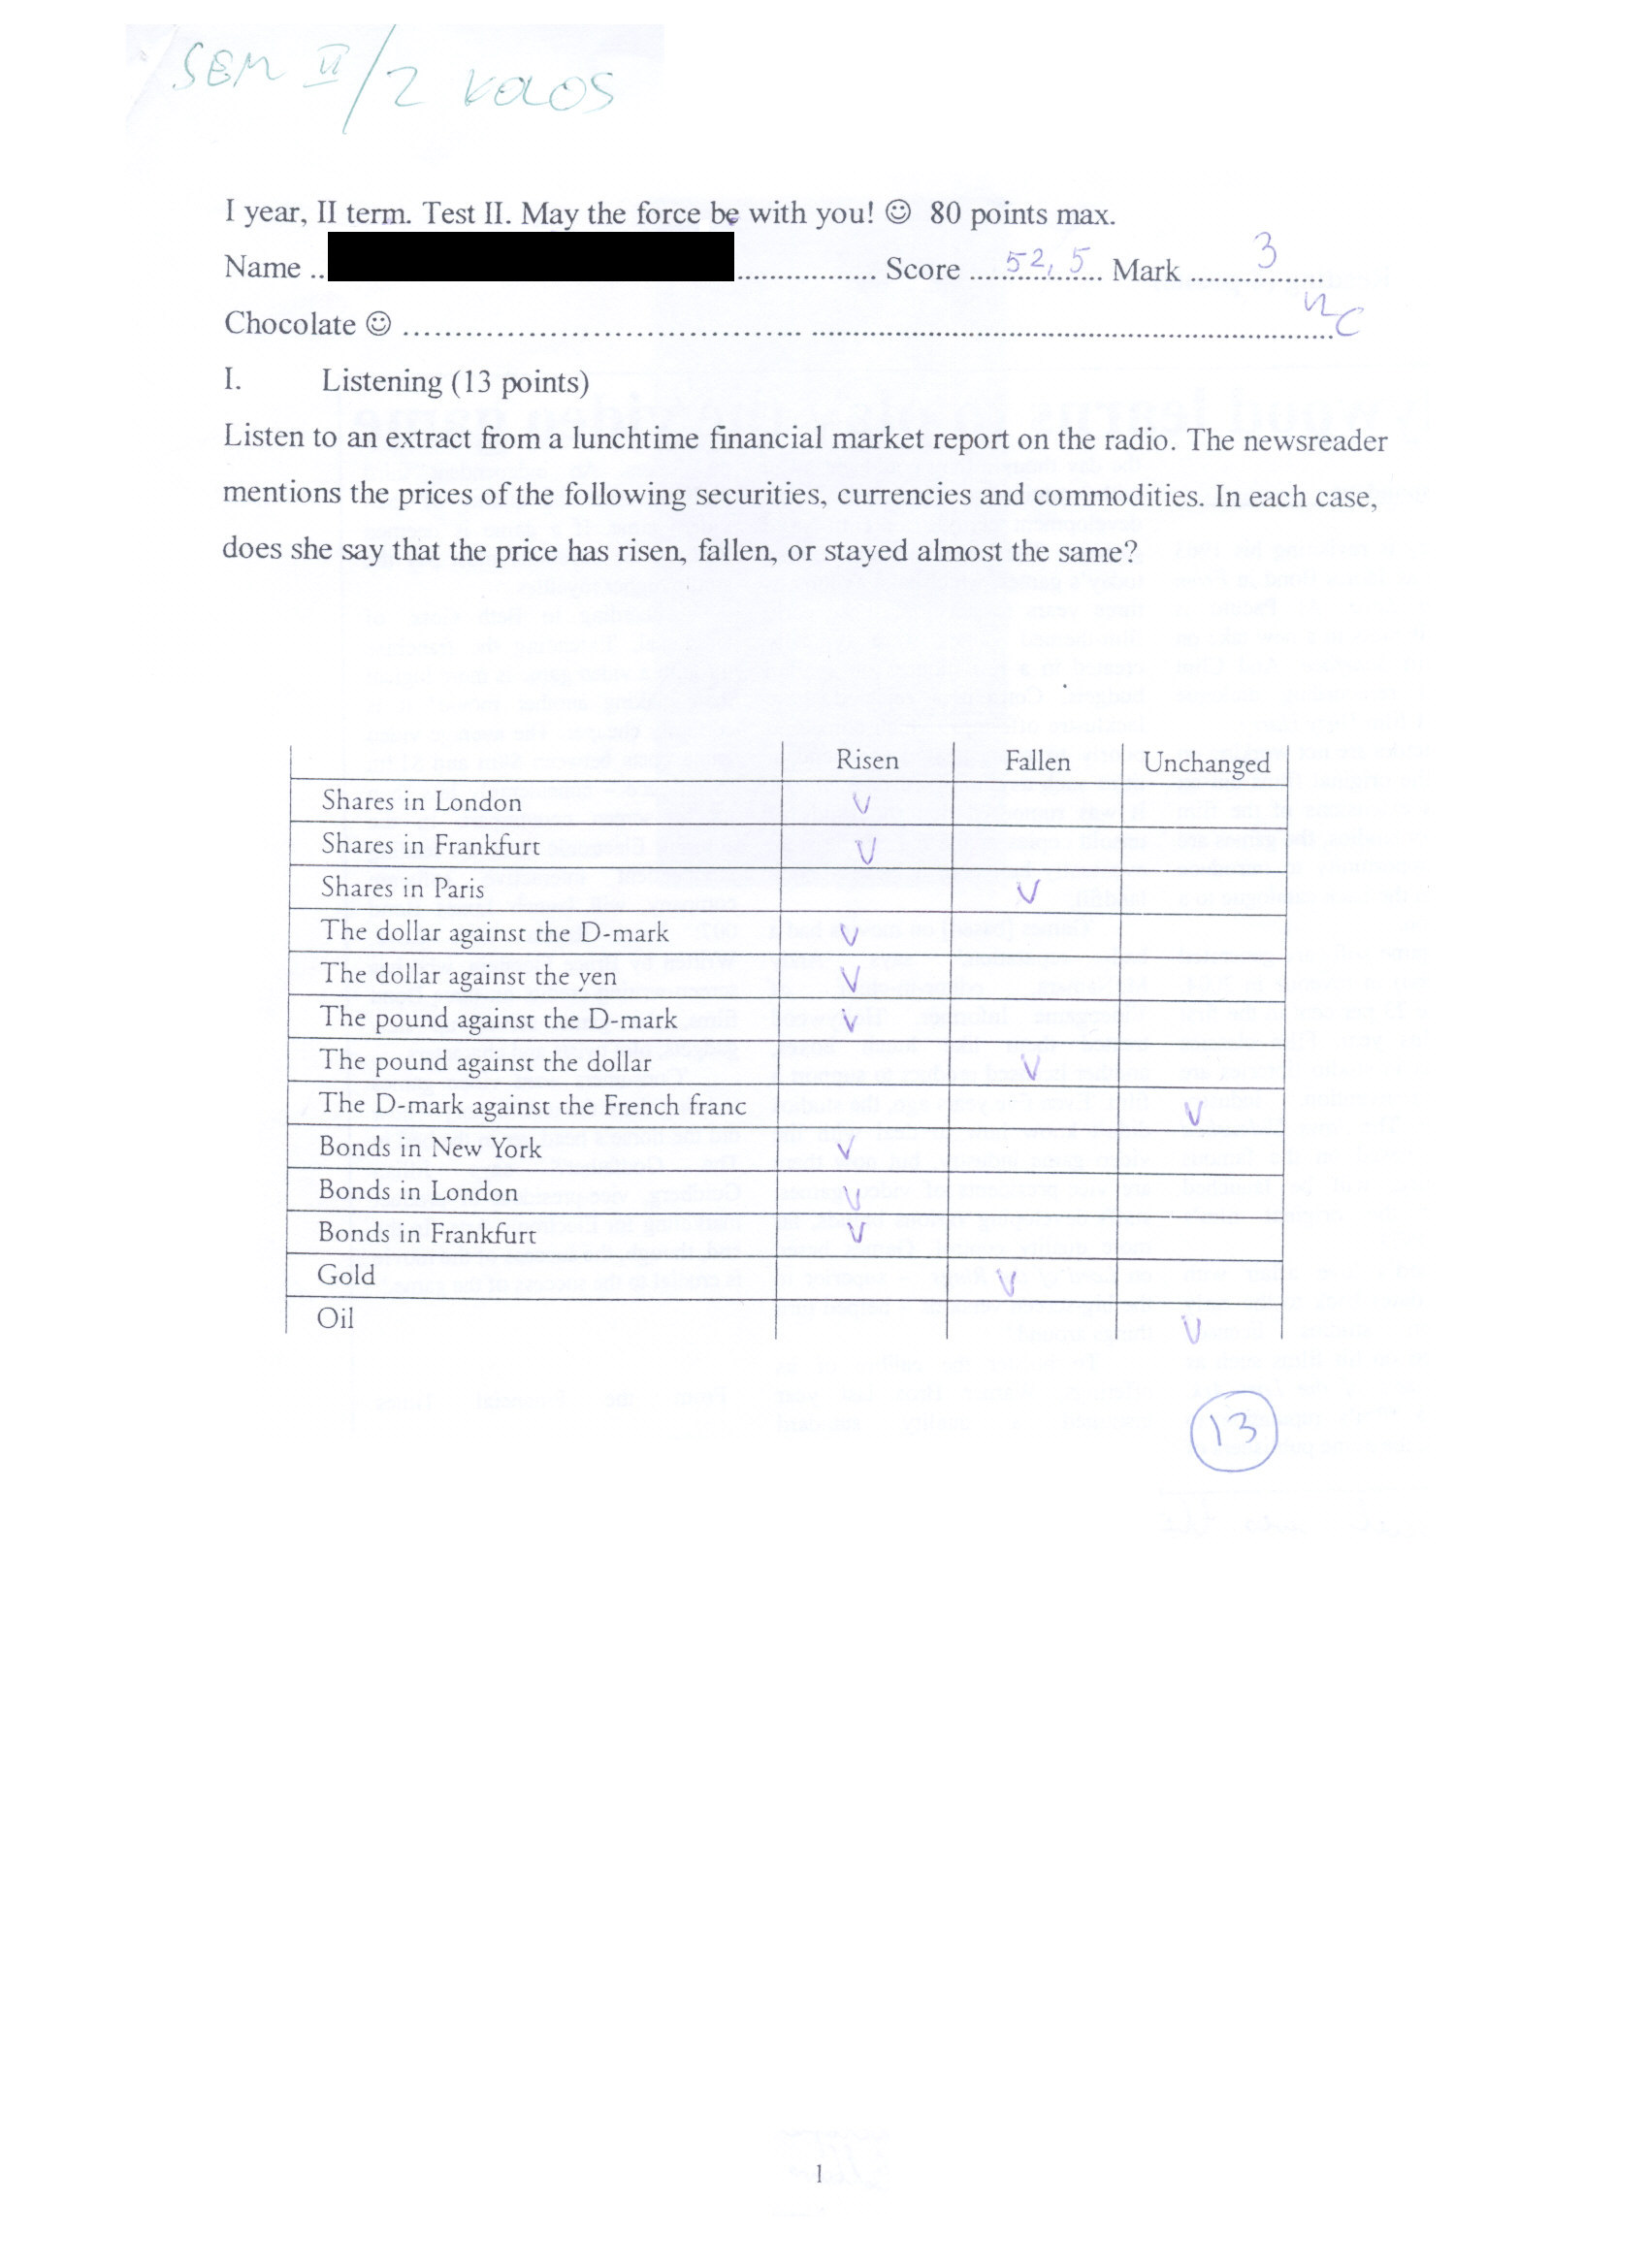 SEM II/2 
I year, II term. Test II. May the force be with you! ☺ 80 points max.
Name .. ............... Score ....52,5.... Mark ......3......
Chocolate ☺ ........................................ ................................................................
I. Listening (13 points)
Listen to an extract from a lunchtime financial market report on the radio. The newsreader
mentions the prices of the following securities, currencies and commodities. In each case,
does she say that the price has risen, fallen, or stayed almost the same?
Risen Fallen Unchanged
Shares in London V
Shares in Frankfurt V
Shares in Paris V
The dollar against the D-mark V
The dollar against the yen V
The pound against the D-mark V
The pound against the dollar V
The D-mark against the French franc V
Bonds in New York V
Bonds in London V
Bonds in Frankfurt V
Gold V
Oil V
13
1